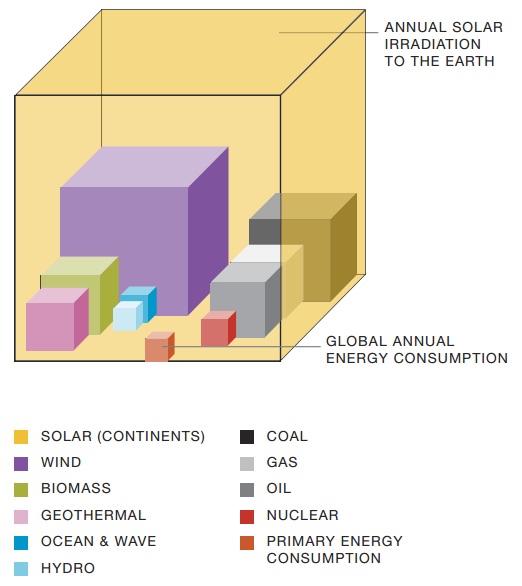 ANNUAL SOLAR
IRRADIATION
TO THE EARTH
GLOBAL ANNUAL
ENERGY CONSUMPTION
SOLAR (CONTINENTS)
WIND
BIOMASS
GEOTHERMAL
OCEAN & WAVE
HYDRO
COAL
GAS
OIL
NUCLEAR
PRIMARY ENERGY
CONSUMPTION